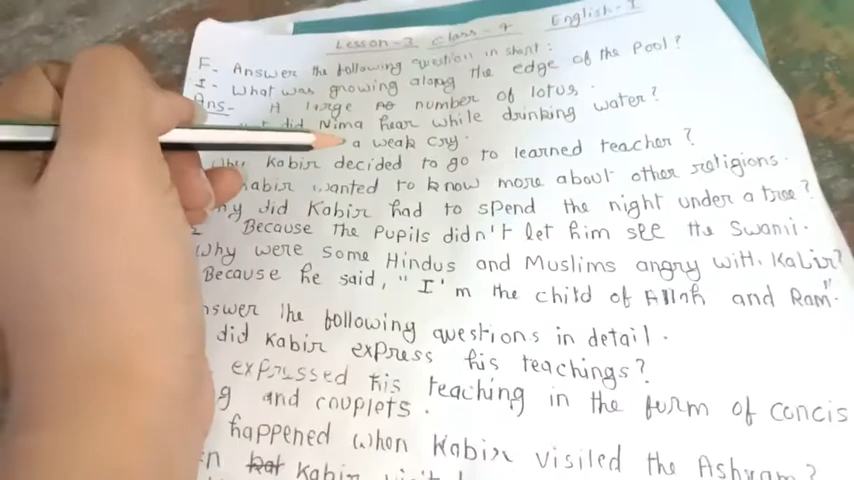 Lesson-3 Class-4 English-I
F- Answer the following question in short:
I- What was growing along the edge of the Pool?
Ans- A large no number of lotus.
did Nima hear while drinking water?
a weak cry.
Why Kabir decided to go to learned teacher?
Kabir wanted to know more about other religions.
did Kabir had to spend the night under a tree?
Because the Pupils didn't let him see the Swami.
Why were some Hindus and Muslims angry with Kabir?
Because he said, "I'm the child of Allah and Ram"
the following questions in detail.
did Kabir express his teachings?
expressed his teaching in the form of concis
and couplets.
happened when Kabir visited the Ashram?
Kabir